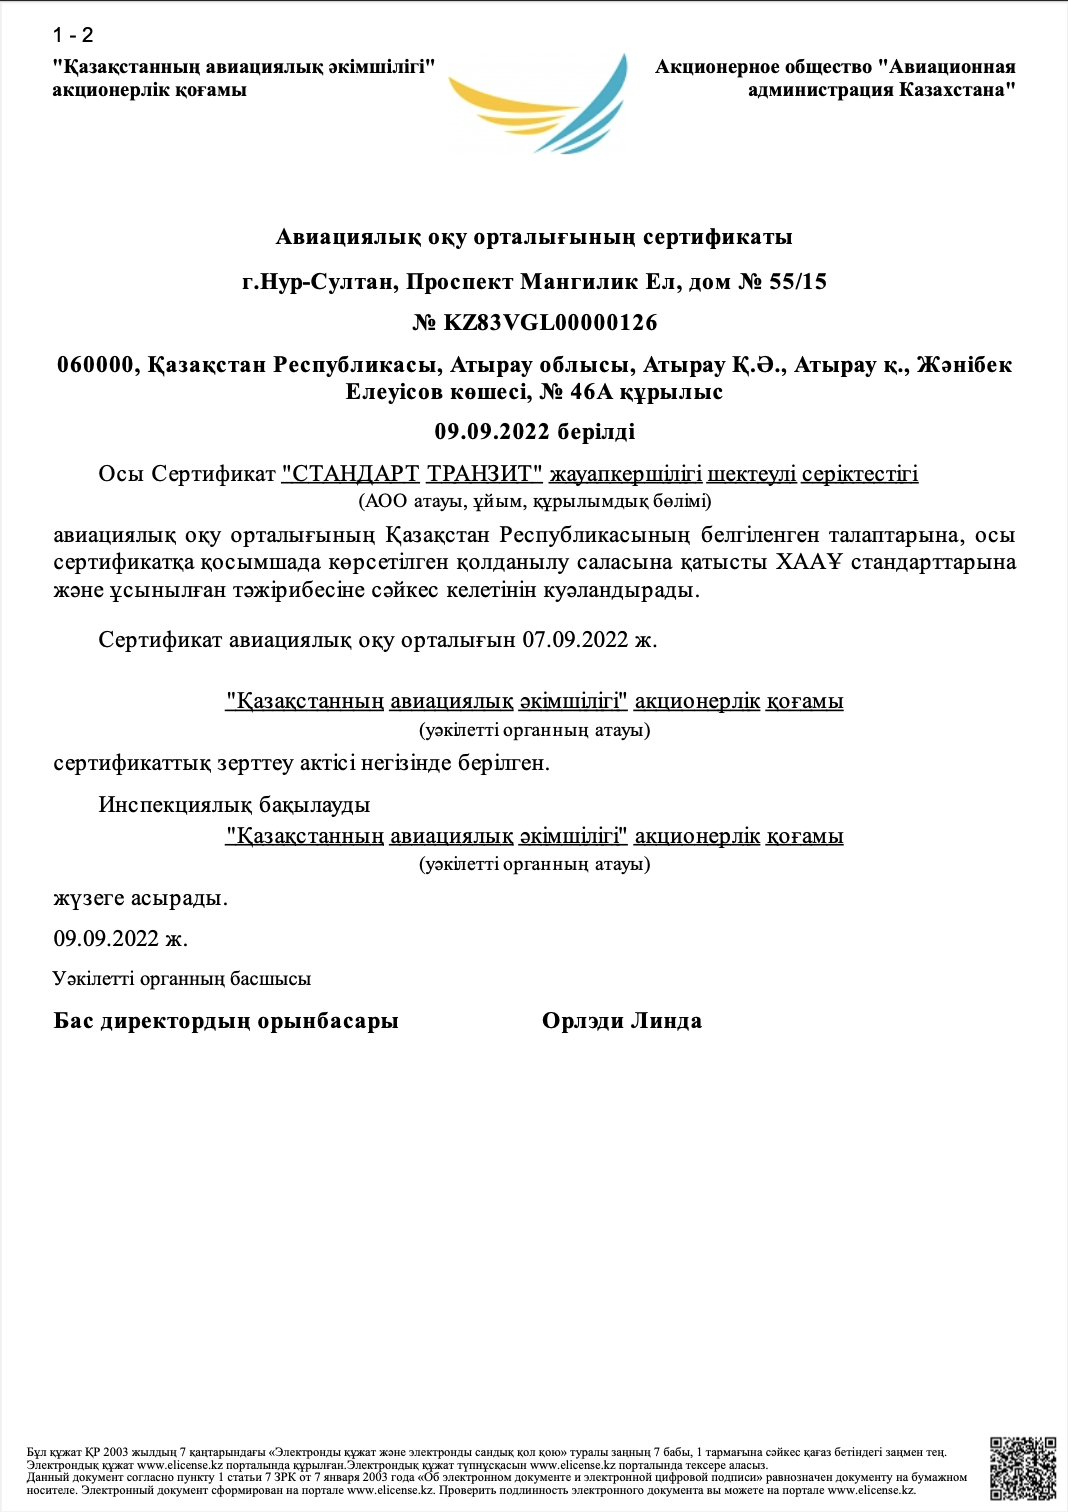 1 - 2
"Қазақстанның авиациялық әкімшілігі"
акционерлік қоғамы
Акционерное общество "Авиационная
администрация Казахстана"
Авиациялық оқу орталығының сертификаты
г.Нур-Султан, Проспект Мангилик Ел, дом № 55/15
№ KZ83VGL00000126
060000, Қазақстан Республикасы, Атырау облысы, Атырау Қ.Ә., Атырау қ., Жәнібек
Елеуісов көшесі, № 46А құрылыс
09.09.2022 берілді
Осы Сертификат "СТАНДАРТ ТРАНЗИТ" жауапкершілігі шектеулі серіктестігі
(АОО атауы, ұйым, құрылымдық бөлімі)
авиациялық оқу орталығының Қазақстан Республикасының белгіленген талаптарына, осы
сертификатқа қосымшада көрсетілген қолданылу саласына қатысты ХААҰ стандарттарына
және ұсынылған тәжірибесіне сәйкес келетінін куәландырады.
Сертификат авиациялық оқу орталығын 07.09.2022 ж.
"Қазақстанның авиациялық әкімшілігі" акционерлік қоғамы
(уәкілетті органның атауы)
сертификаттық зерттеу актісі негізінде берілген.
Инспекциялық бақылауды
"Қазақстанның авиациялық әкімшілігі" акционерлік қоғамы
(уәкілетті органның атауы)
жүзеге асырады.
09.09.2022 ж.
Уәкілетті органның басшысы
Бас директордың орынбасары Орлэди Линда
Бұл құжат ҚР 2003 жылдың 7 қаңтарындағы «Электронды құжат және электронды сандық қол қою» туралы заңның 7 бабы, 1 тармағына сәйкес қағаз бетіндегі заңмен тең.
Электрондық құжат www.elicense.kz порталында құрылған.Электрондық құжат түпнұсқасын www.elicense.kz порталында тексере аласыз.
Данный документ согласно пункту 1 статьи 7 ЗРК от 7 января 2003 года «Об электронном документе и электронной цифровой подписи» равнозначен документу на бумажном
носителе. Электронный документ сформирован на портале www.elicense.kz. Проверить подлинность электронного документа вы можете на портале www.elicense.kz.